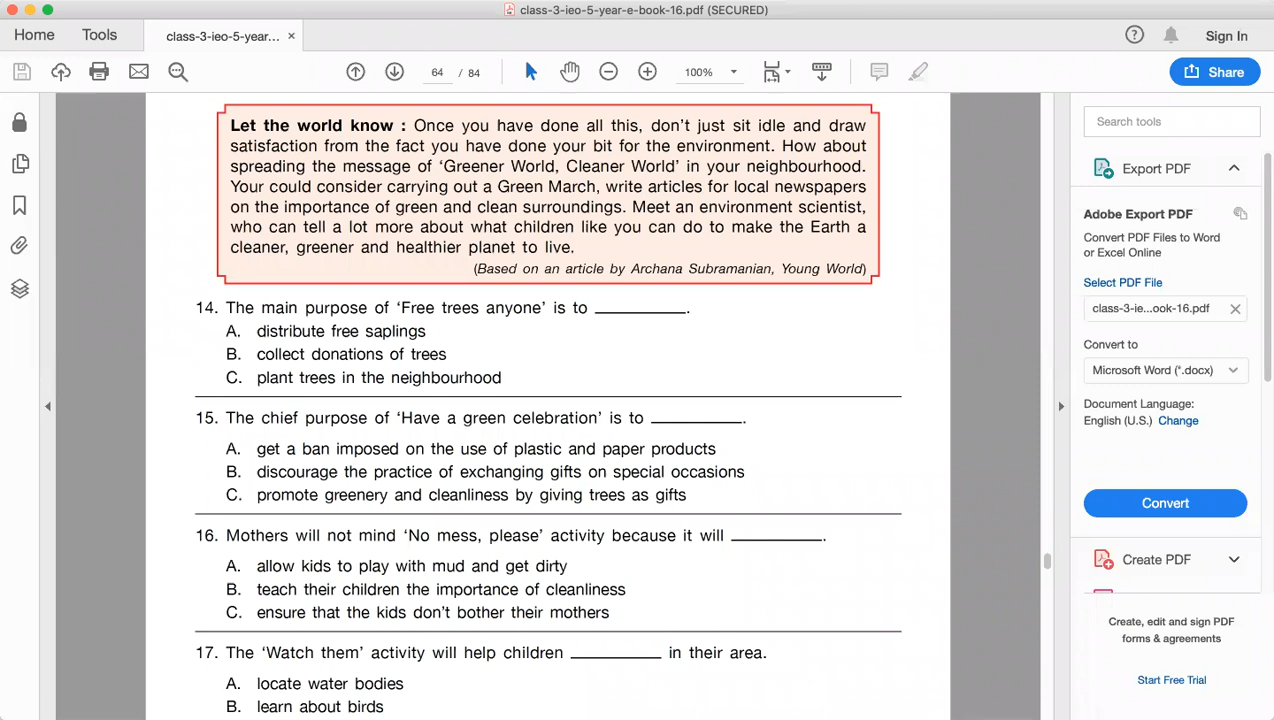 class-3-ieo-5-year-e-book-16.pdf (SECURED)
Home Tools class-3-ieo-5-year... × Sign In
64 / 84 100% Share
Let the world know : Once you have done all this, don't just sit idle and draw
satisfaction from the fact you have done your bit for the environment. How about
spreading the message of 'Greener World, Cleaner World' in your neighbourhood.
Your could consider carrying out a Green March, write articles for local newspapers
on the importance of green and clean surroundings. Meet an environment scientist,
who can tell a lot more about what children like you can do to make the Earth a
cleaner, greener and healthier planet to live.
(Based on an article by Archana Subramanian, Young World)
14. The main purpose of 'Free trees anyone' is to __________.
A. distribute free saplings
B. collect donations of trees
C. plant trees in the neighbourhood
15. The chief purpose of 'Have a green celebration' is to __________.
A. get a ban imposed on the use of plastic and paper products
B. discourage the practice of exchanging gifts on special occasions
C. promote greenery and cleanliness by giving trees as gifts
16. Mothers will not mind 'No mess, please' activity because it will __________.
A. allow kids to play with mud and get dirty
B. teach their children the importance of cleanliness
C. ensure that the kids don't bother their mothers
17. The 'Watch them' activity will help children __________ in their area.
A. locate water bodies
B. learn about birds
Search tools
Export PDF
Adobe Export PDF
Convert PDF Files to Word
or Excel Online
Select PDF File
class-3-ie...ook-16.pdf
Convert to
Microsoft Word (*.docx)
Document Language:
English (U.S.) Change
Convert
Create PDF
Create, edit and sign PDF
forms & agreements
Start Free Trial